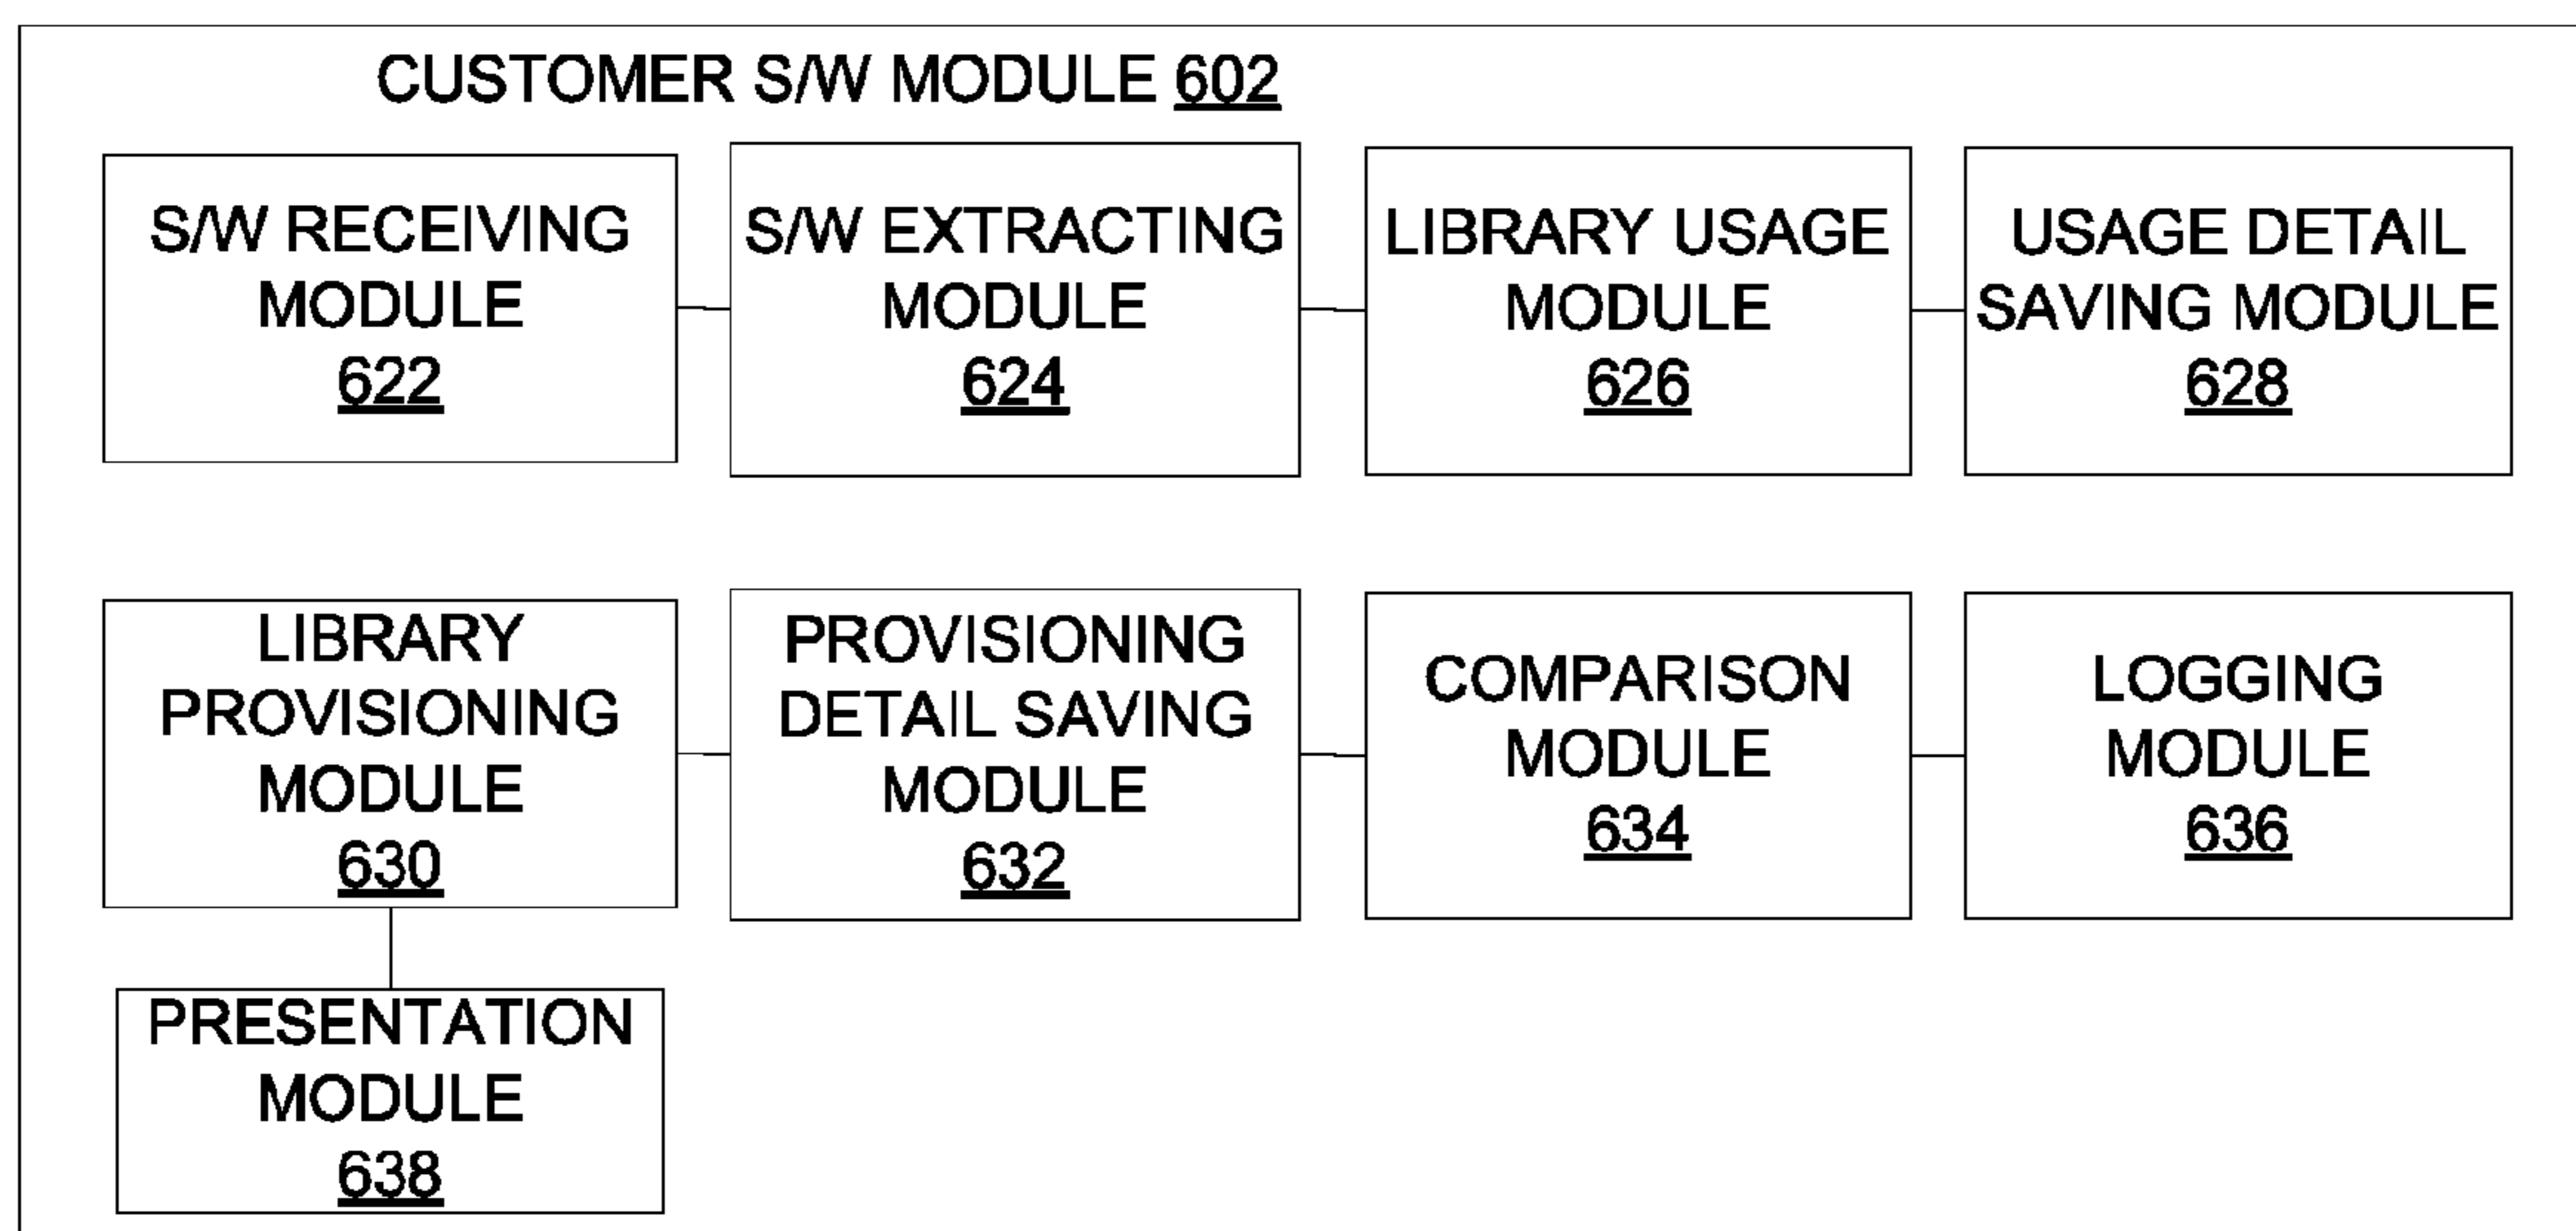 CUSTOMER S/W MODULE 602
S/W RECEIVING
MODULE
622
S/W EXTRACTING
MODULE
624
LIBRARY USAGE
MODULE
626
USAGE DETAIL
SAVING MODULE
628
LIBRARY
PROVISIONING
MODULE
630
PROVISIONING
DETAIL SAVING
MODULE
632
COMPARISON
MODULE
634
LOGGING
MODULE
636
PRESENTATION
MODULE
638